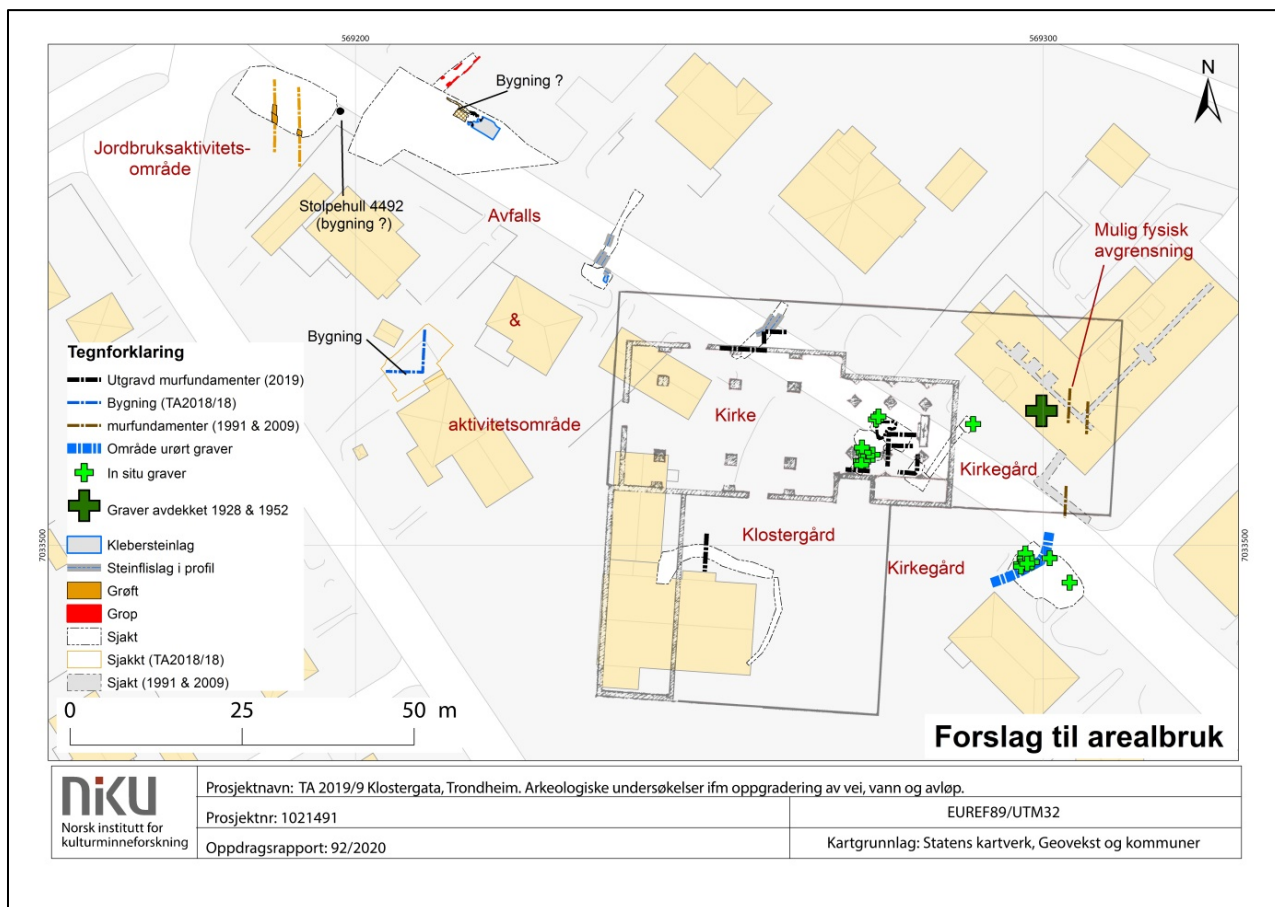 569200
569300
N
Bygning ?
Jordbruksaktivitets-
område
Stolpehull 4492
(bygning ?)
Avfalls
Mulig fysisk
avgrensning
&
Bygning
aktivitetsområde
Kirke
Kirkegård
Klostergård
Kirkegård
7033500
7033500
Tegnforklaring
Utgravd murfundamenter (2019)
Bygning (TA2018/18)
murfundamenter (1991 & 2009)
Område urørt graver
In situ graver
Graver avdekket 1928 & 1952
Klebersteinlag
Steinflislag i profil
Grøft
Grop
Sjakt
Sjakkt (TA2018/18)
Sjakt (1991 & 2009)
0 25 50 m
Forslag til arealbruk
niku
Norsk institutt for
kulturminneforskning
Prosjektnavn: TA 2019/9 Klostergata, Trondheim. Arkeologiske undersøkelser ifm oppgradering av vei, vann og avløp.
Prosjektnr: 1021491
EUREF89/UTM32
Oppdragsrapport: 92/2020
Kartgrunnlag: Statens kartverk, Geovekst og kommuner